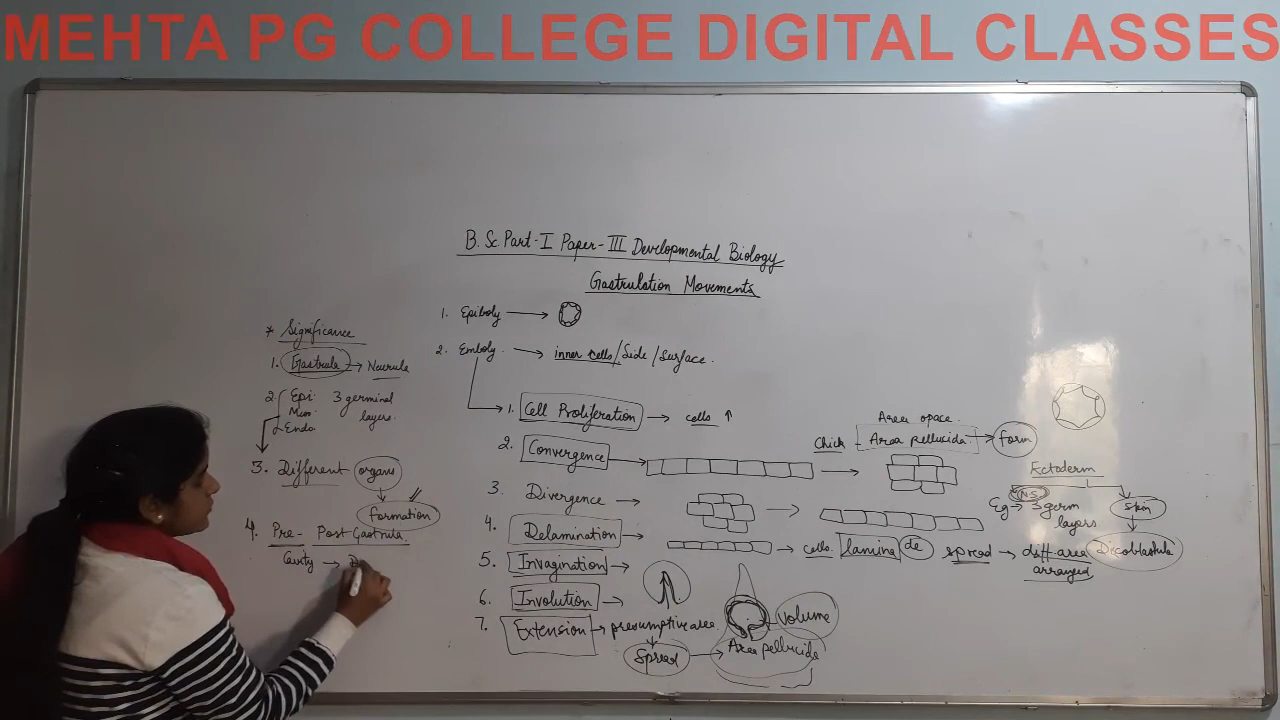 MEHTA PG COLLEGE DIGITAL CLASSES
B.Sc Part-I Paper-III Developmental Biology
Gastrulation Movements
* Significance
1. Gastrula → Neurula
2. Epi. 3 germinal
Meso. layers.
Endo
3. Different organs
formation
4. Pre- Post Gastrula
Cavity →
1. Epiboly →
2. Emboly → inner cells/Side/Surface.
1. Cell Proliferation → cells ↑
2. Convergence →
Area opace
Chick - Area pellucida → form
3. Divergence →
4. Delamination → cells. lamina de spread → diff-area
arranged
5. Invagination →
6. Involution →
7. Extension → presumptive area
Spread → Area pellucida
Volume
Ectoderm
N.S skin
Eg → 3 germ
layers
Discoblastula